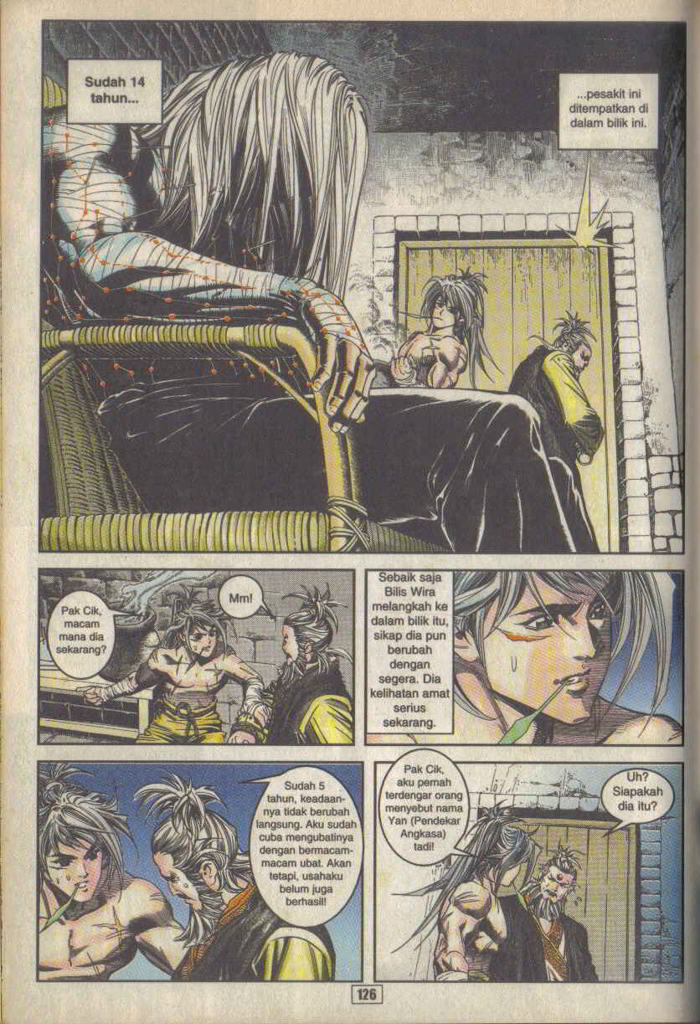 Sudah 14
tahun...
...pesakit ini
ditempatkan di
dalam bilik ini.
Pak Cik,
macam
mana dia
sekarang?
Mm!
Sebaik saja
Bilis Wira
melangkah ke
dalam bilik itu,
sikap dia pun
berubah
dengan
segera. Dia
kelihatan amat
serius
sekarang.
Sudah 5
tahun, keadaan-
nya tidak berubah
langsung. Aku sudah
cuba mengubatinya
dengan bermacam-
macam ubat. Akan
tetapi, usahaku
belum juga
berhasil!
Pak Cik,
aku pernah
terdengar orang
menyebut nama
Yan (Pendekar
Angkasa)
tadi!
Uh?
Siapakah
dia itu?
126